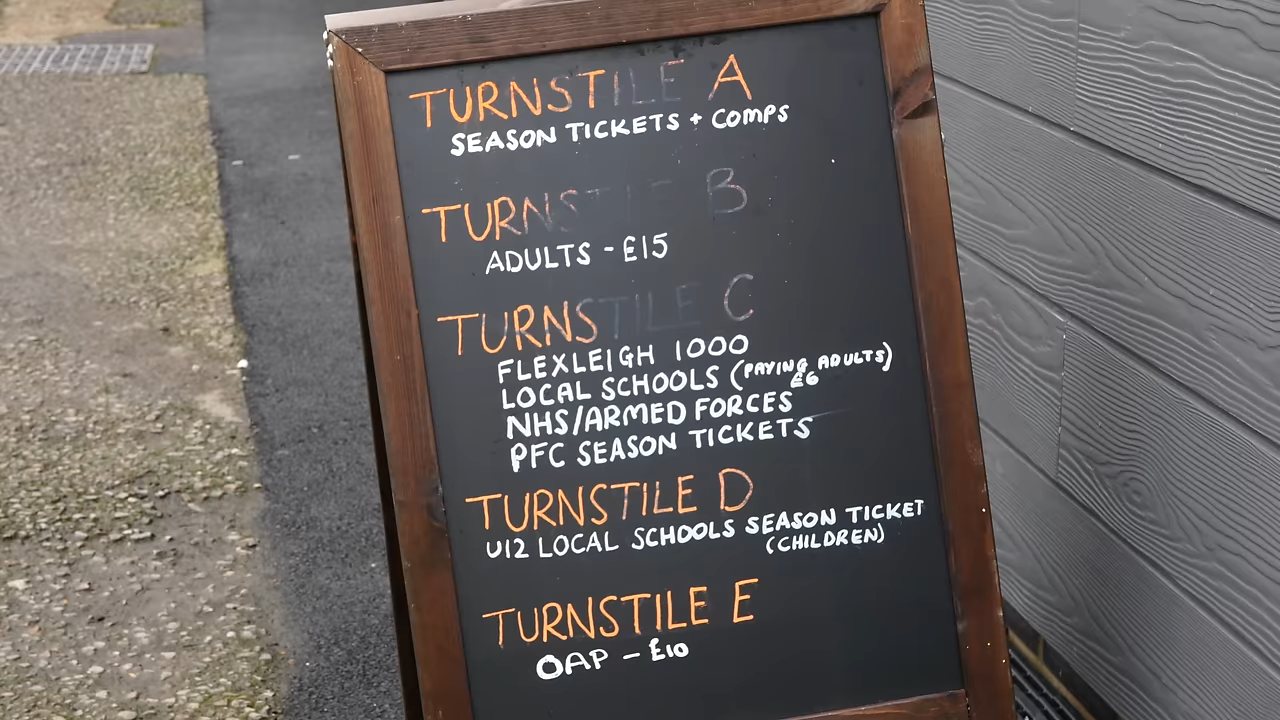 TURNSTILE A
SEASON TICKETS + COMPS
TURNSTILE B
ADULTS - £15
TURNSTILE C
FLEXLEIGH 1000
LOCAL SCHOOLS (PAYING ADULTS)
£6
NHS/ARMED FORCES
PFC SEASON TICKETS
TURNSTILE D
U12 LOCAL SCHOOLS SEASON TICKET
(CHILDREN)
TURNSTILE E
OAP - £10